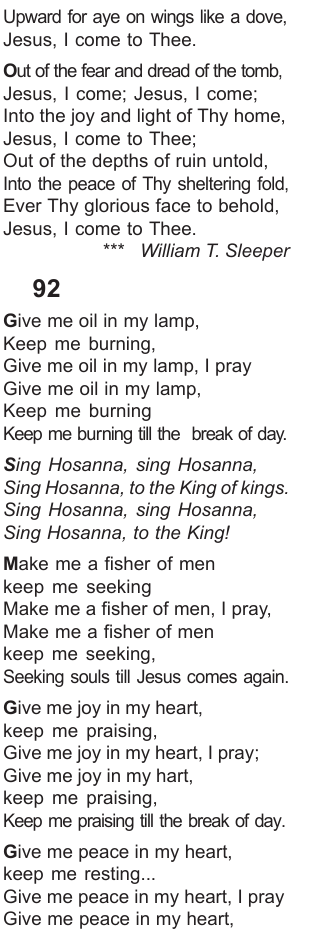 Upward for aye on wings like a dove,
Jesus, I come to Thee.
Out of the fear and dread of the tomb,
Jesus, I come; Jesus, I come;
Into the joy and light of Thy home,
Jesus, I come to Thee;
Out of the depths of ruin untold,
Into the peace of Thy sheltering fold,
Ever Thy glorious face to behold,
Jesus, I come to Thee.
*** William T. Sleeper
92
Give me oil in my lamp,
Keep me burning,
Give me oil in my lamp, I pray
Give me oil in my lamp,
Keep me burning
Keep me burning till the break of day.
Sing Hosanna, sing Hosanna,
Sing Hosanna, to the King of kings.
Sing Hosanna, sing Hosanna,
Sing Hosanna, to the King!
Make me a fisher of men
keep me seeking
Make me a fisher of men, I pray,
Make me a fisher of men
keep me seeking,
Seeking souls till Jesus comes again.
Give me joy in my heart,
keep me praising,
Give me joy in my heart, I pray;
Give me joy in my hart,
keep me praising,
Keep me praising till the break of day.
Give me peace in my heart,
keep me resting...
Give me peace in my heart, I pray
Give me peace in my heart,